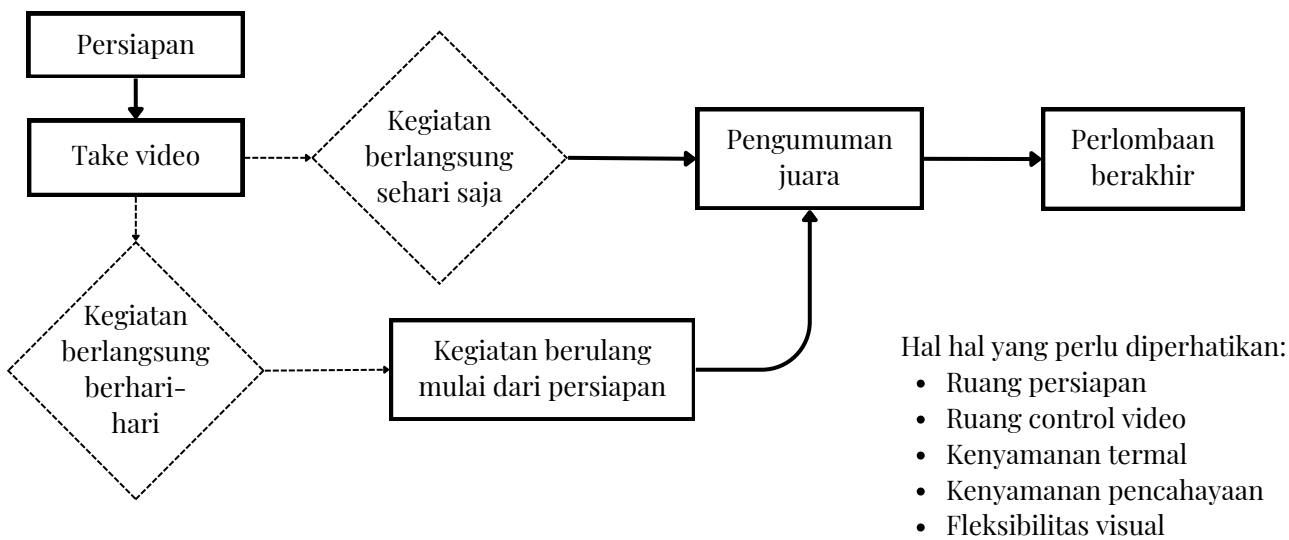 Persiapan
Take video
Kegiatan
berlangsung
sehari saja
Pengumuman
juara
Perlombaan
berakhir
Kegiatan
berlangsung
berhari-
hari
Kegiatan berulang
mulai dari persiapan
Hal hal yang perlu diperhatikan:
• Ruang persiapan
• Ruang control video
• Kenyamanan termal
• Kenyamanan pencahayaan
• Fleksibilitas visual